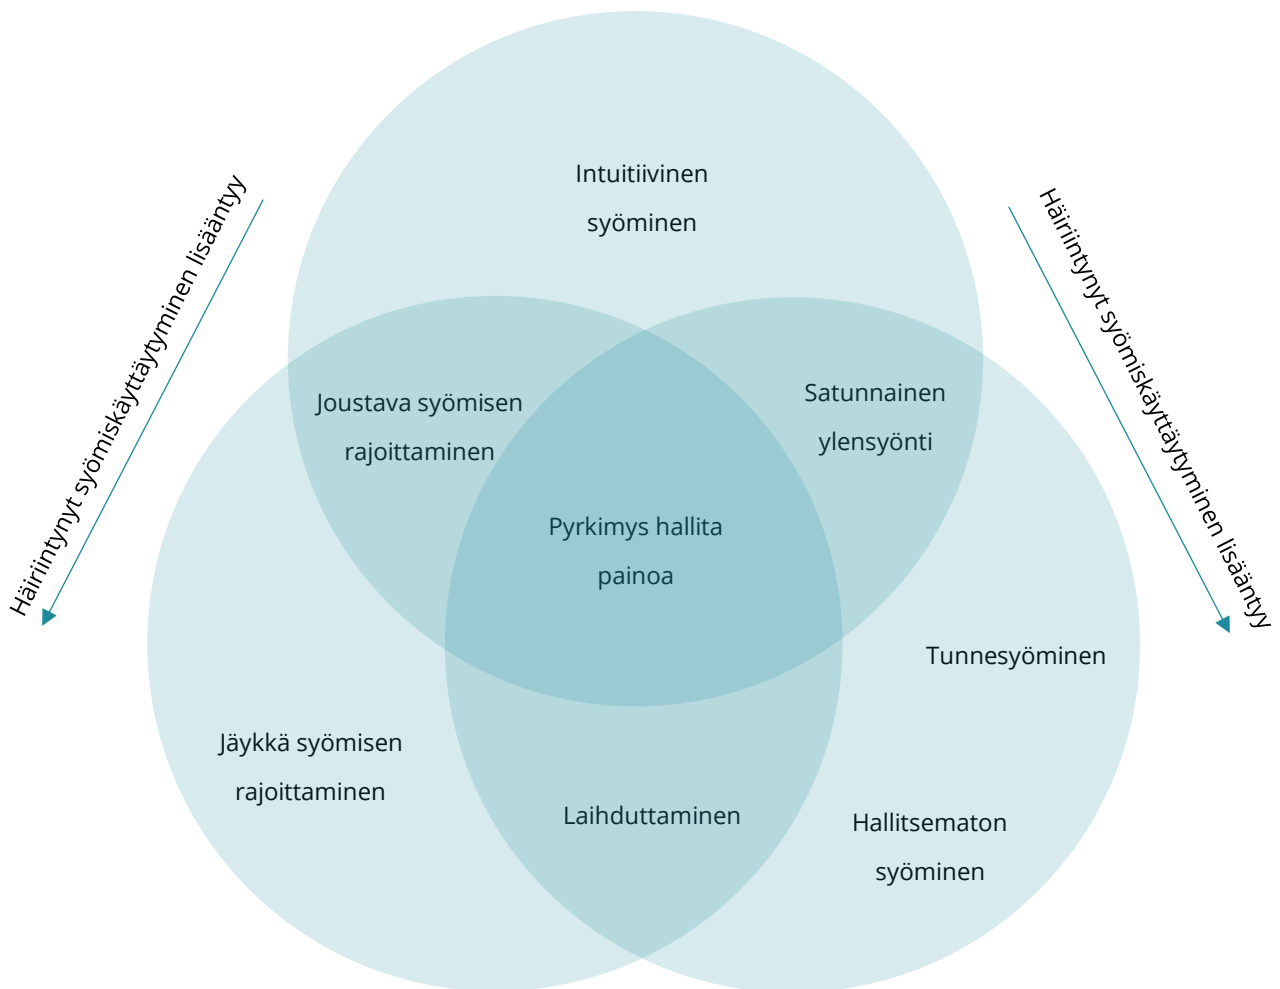 Intuitiivinen
syöminen
Häiriintynyt syömiskäyttäytyminen lisääntyy
Häiriintynyt syömiskäyttäytyminen lisääntyy
Joustava syömisen
rajoittaminen
Satunnainen
ylensyönti
Pyrkimys hallita
painoa
Tunnesyöminen
Jäykkä syömisen
rajoittaminen
Laihduttaminen
Hallitsematon
syöminen